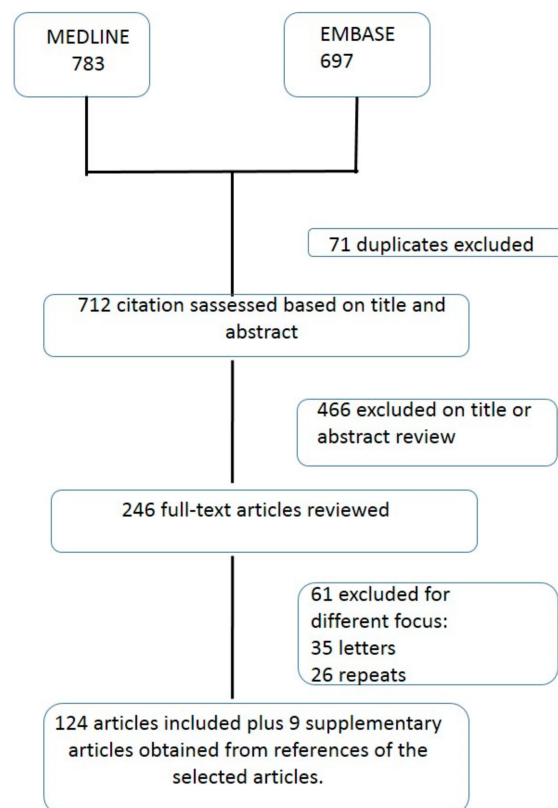 MEDLINE
783
EMBASE
697
71 duplicates excluded
712 citation sassessed based on title and
abstract
466 excluded on title or
abstract review
246 full-text articles reviewed
61 excluded for
different focus:
35 letters
26 repeats
124 articles included plus 9 supplementary
articles obtained from references of the
selected articles.